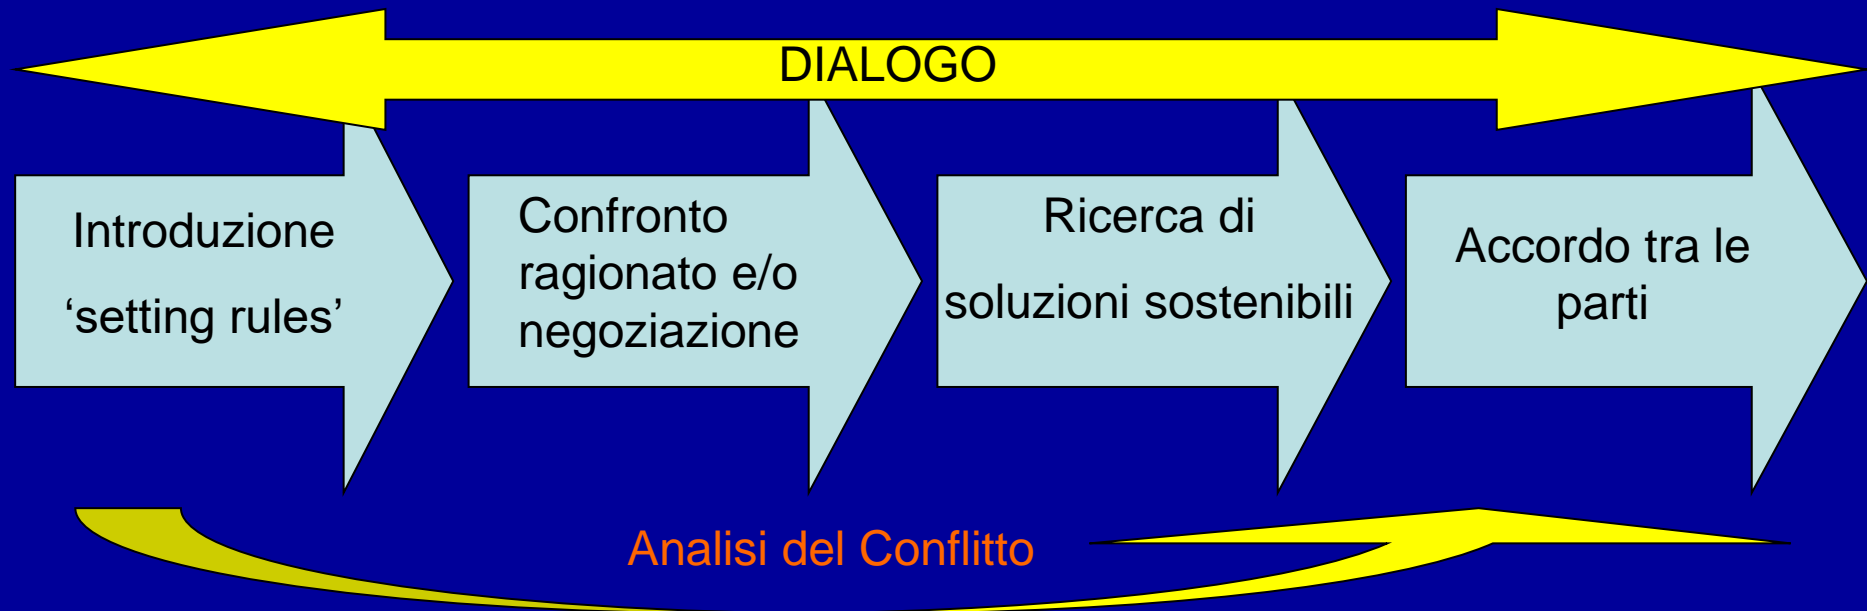 DIALOGO
Introduzione
‘setting rules’
Confronto
ragionato e/o
negoziazione
Ricerca di
soluzioni sostenibili
Accordo tra le
parti
Analisi del Conflitto